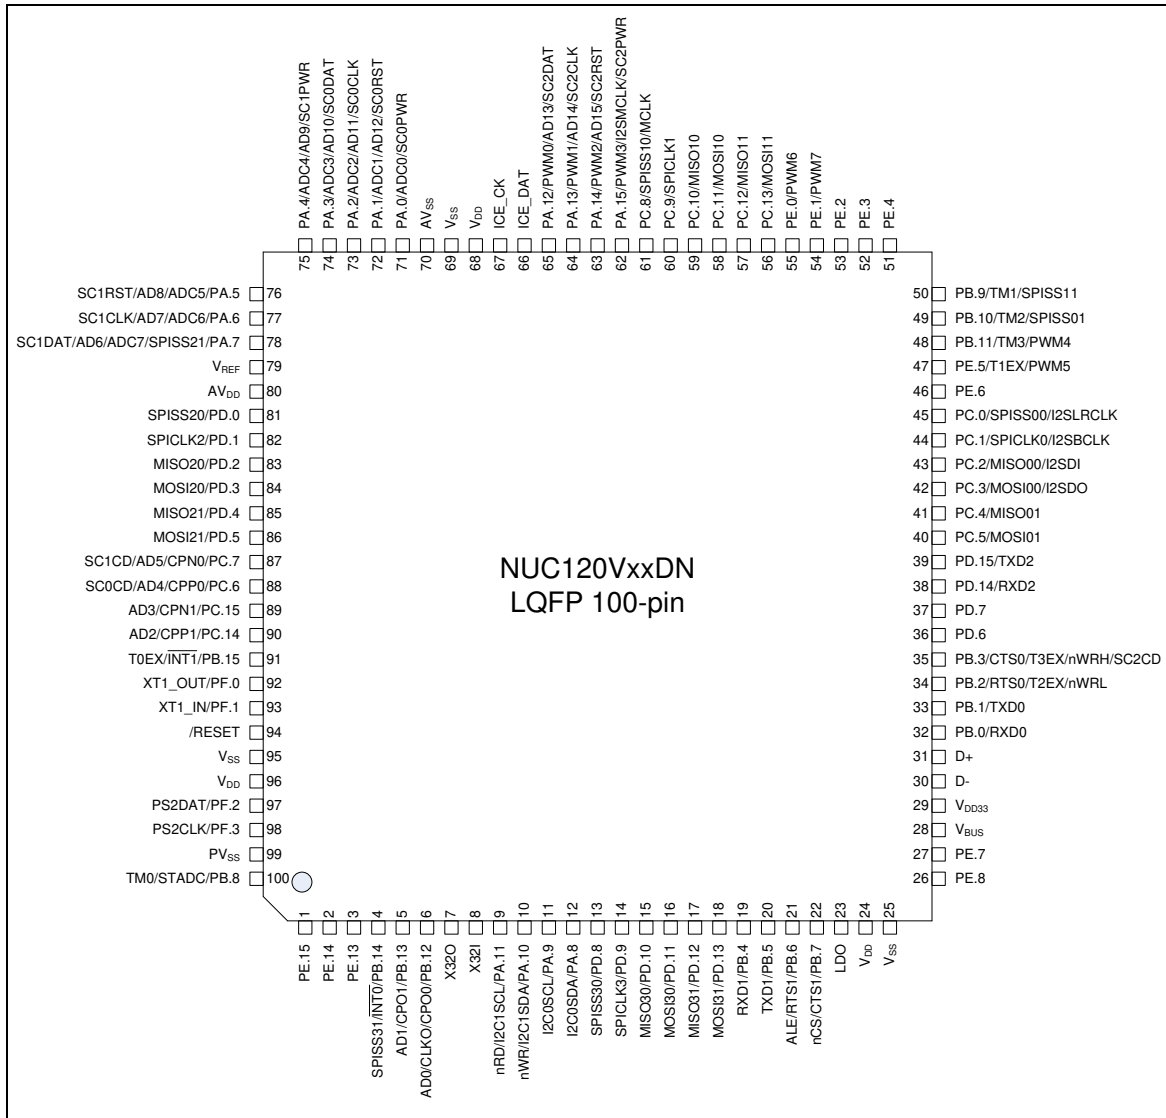 PA.4/ADC4/AD9/SC1PWR
PA.3/ADC3/AD10/SC0DAT
PA.2/ADC2/AD11/SC0CLK
PA.1/ADC1/AD12/SC0RST
PA.0/ADC0/SC0PWR
AVSS
VSS
VDD
ICE_CK
ICE_DAT
PA.12/PWM0/AD13/SC2DAT
PA.13/PWM1/AD14/SC2CLK
PA.14/PWM2/AD15/SC2RST
PA.15/PWM3/I2SMCLK/SC2PWR
PC.8/SPISS10/MCLK
PC.9/SPICLK1
PC.10/MISO10
PC.11/MOSI10
PC.12/MISO11
PC.13/MOSI11
PE.0/PWM6
PE.1/PWM7
PE.2
PE.3
PE.4
75 74 73 72 71 70 69 68 67 66 65 64 63 62 61 60 59 58 57 56 55 54 53 52 51
SC1RST/AD8/ADC5/PA.5 76
SC1CLK/AD7/ADC6/PA.6 77
SC1DAT/AD6/ADC7/SPISS21/PA.7 78
VREF 79
AVDD 80
SPISS20/PD.0 81
SPICLK2/PD.1 82
MISO20/PD.2 83
MOSI20/PD.3 84
MISO21/PD.4 85
MOSI21/PD.5 86
SC1CD/AD5/CPN0/PC.7 87
SC0CD/AD4/CPP0/PC.6 88
AD3/CPN1/PC.15 89
AD2/CPP1/PC.14 90
T0EX/INT1/PB.15 91
XT1_OUT/PF.0 92
XT1_IN/PF.1 93
/RESET 94
VSS 95
VDD 96
PS2DAT/PF.2 97
PS2CLK/PF.3 98
PVSS 99
TM0/STADC/PB.8 100
NUC120VxxDN
LQFP 100-pin
50 PB.9/TM1/SPISS11
49 PB.10/TM2/SPISS01
48 PB.11/TM3/PWM4
47 PE.5/T1EX/PWM5
46 PE.6
45 PC.0/SPISS00/I2SLRCLK
44 PC.1/SPICLK0/I2SBCLK
43 PC.2/MISO00/I2SDI
42 PC.3/MOSI00/I2SDO
41 PC.4/MISO01
40 PC.5/MOSI01
39 PD.15/TXD2
38 PD.14/RXD2
37 PD.7
36 PD.6
35 PB.3/CTS0/T3EX/nWRH/SC2CD
34 PB.2/RTS0/T2EX/nWRL
33 PB.1/TXD0
32 PB.0/RXD0
31 D+
30 D-
29 VDD33
28 VBUS
27 PE.7
26 PE.8
1 2 3 4 5 6 7 8 9 10 11 12 13 14 15 16 17 18 19 20 21 22 23 24 25
PE.15
PE.14
PE.13
SPISS31/INT0/PB.14
AD1/CPO1/PB.13
AD0/CLKO/CPO0/PB.12
X32O
X32I
nRD/I2C1SCL/PA.11
nWR/I2C1SDA/PA.10
I2C0SCL/PA.9
I2C0SDA/PA.8
SPISS30/PD.8
SPICLK3/PD.9
MISO30/PD.10
MOSI30/PD.11
MISO31/PD.12
MOSI31/PD.13
RXD1/PB.4
TXD1/PB.5
ALE/RTS1/PB.6
nCS/CTS1/PB.7
LDO
VDD
VSS